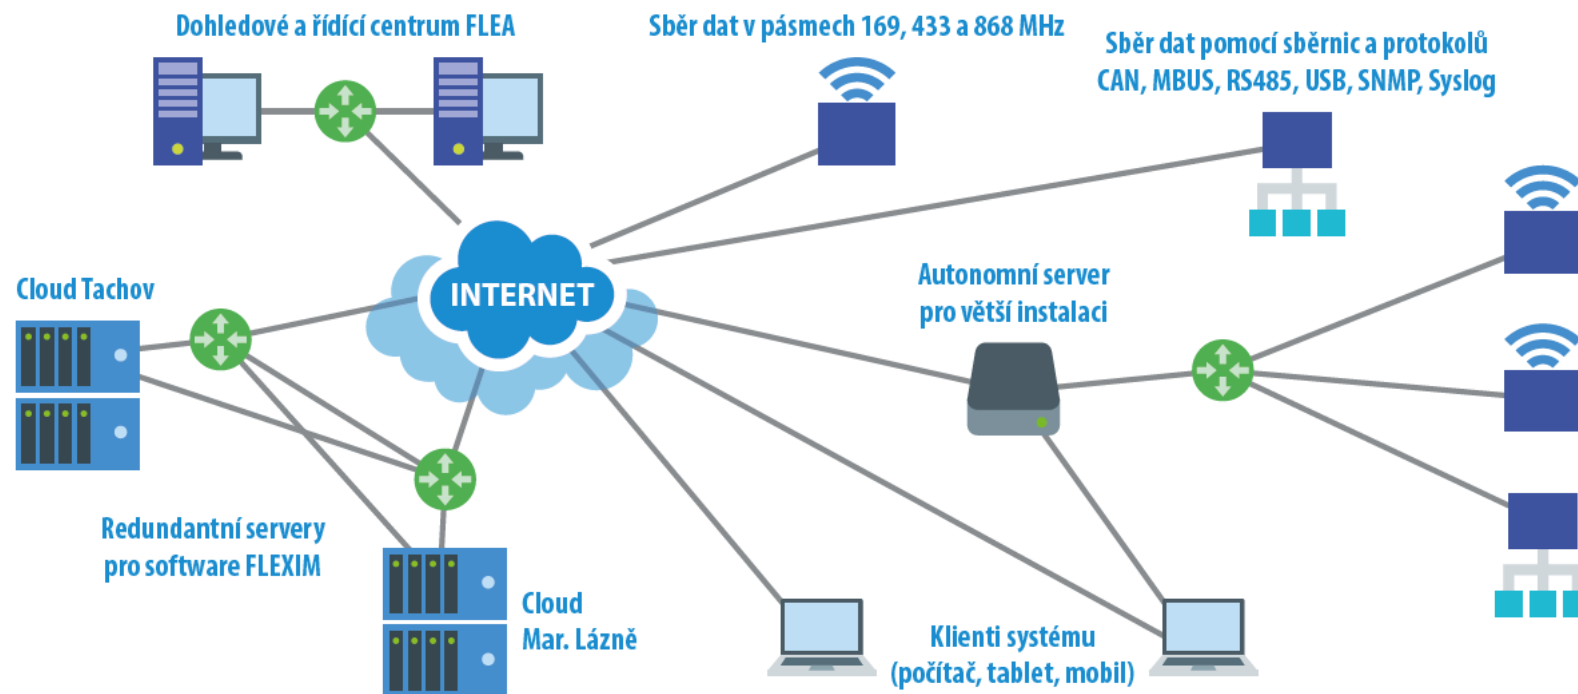 Dohledové a řídící centrum FLEA
Sběr dat v pásmech 169, 433 a 868 MHz
Sběr dat pomocí sběrnic a protokolů
CAN, MBUS, RS485, USB, SNMP, Syslog
Cloud Tachov
INTERNET
Autonomní server
pro větší instalaci
Redundantní servery
pro software FLEXIM
Cloud
Mar. Lázně
Klienti systému
(počítač, tablet, mobil)